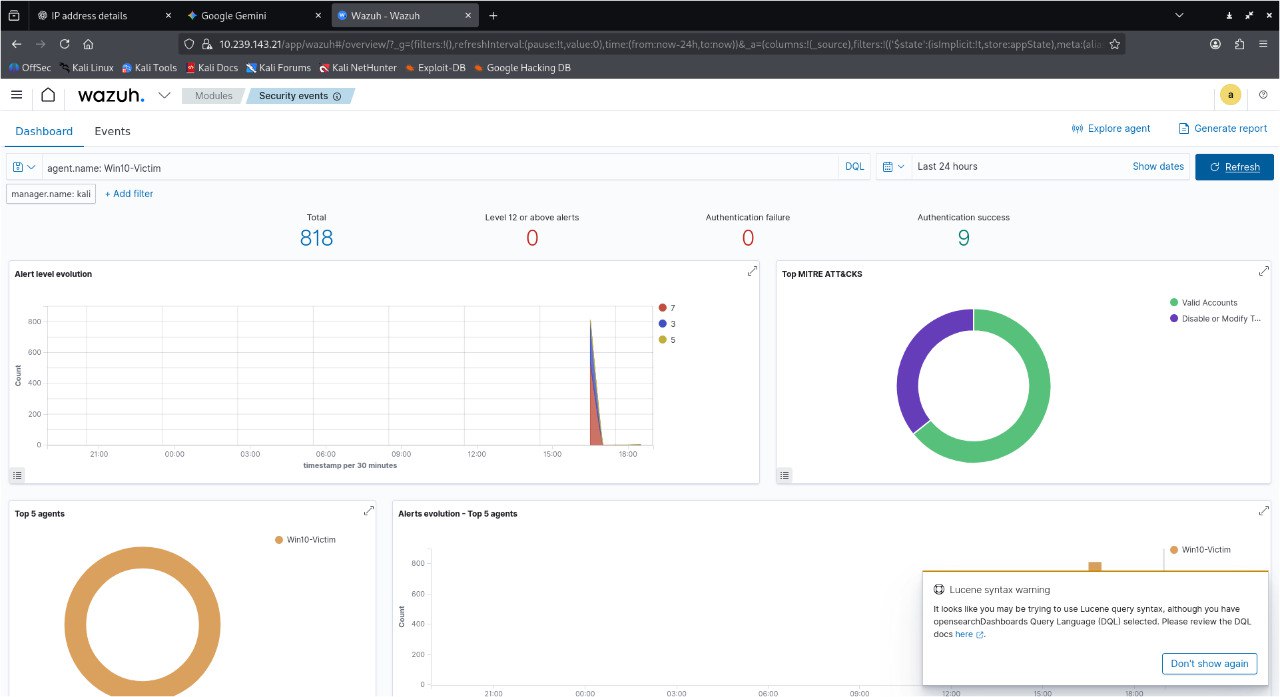 IP address details
Google Gemini
Wazuh - Wazuh
10.239.143.21/app/wazuh#/overview/?_g=(filters:!(),refreshInterval:(pause:!t,value:0),time:(from:now-24h,to:now))&_a=(columns:!(_source),filters:!(('$state':(isImplicit:!t,store:appState),meta:(alia
OffSec Kali Linux Kali Tools Kali Docs Kali Forums Kali NetHunter Exploit-DB Google Hacking DB
wazuh. Modules Security events a
Dashboard Events Explore agent Generate report
agent.name: Win10-Victim DQL Last 24 hours Show dates Refresh
manager.name: kali + Add filter
Total Level 12 or above alerts Authentication failure Authentication success
818 0 0 9
Alert level evolution
7
3
5
800
600
400
200
0
Count
21:00 00:00 03:00 06:00 09:00 12:00 15:00 18:00
timestamp per 30 minutes
Top MITRE ATT&CKS
Valid Accounts
Disable or Modify T...
Top 5 agents
Win10-Victim
Alerts evolution - Top 5 agents
Win10-Victim
800
600
400
200
0
Count
21:00 00:00 03:00 06:00 09:00 12:00 15:00 18:00
Lucene syntax warning
It looks like you may be trying to use Lucene query syntax, although you have
opensearchDashboards Query Language (DQL) selected. Please review the DQL
docs here.
Don't show again